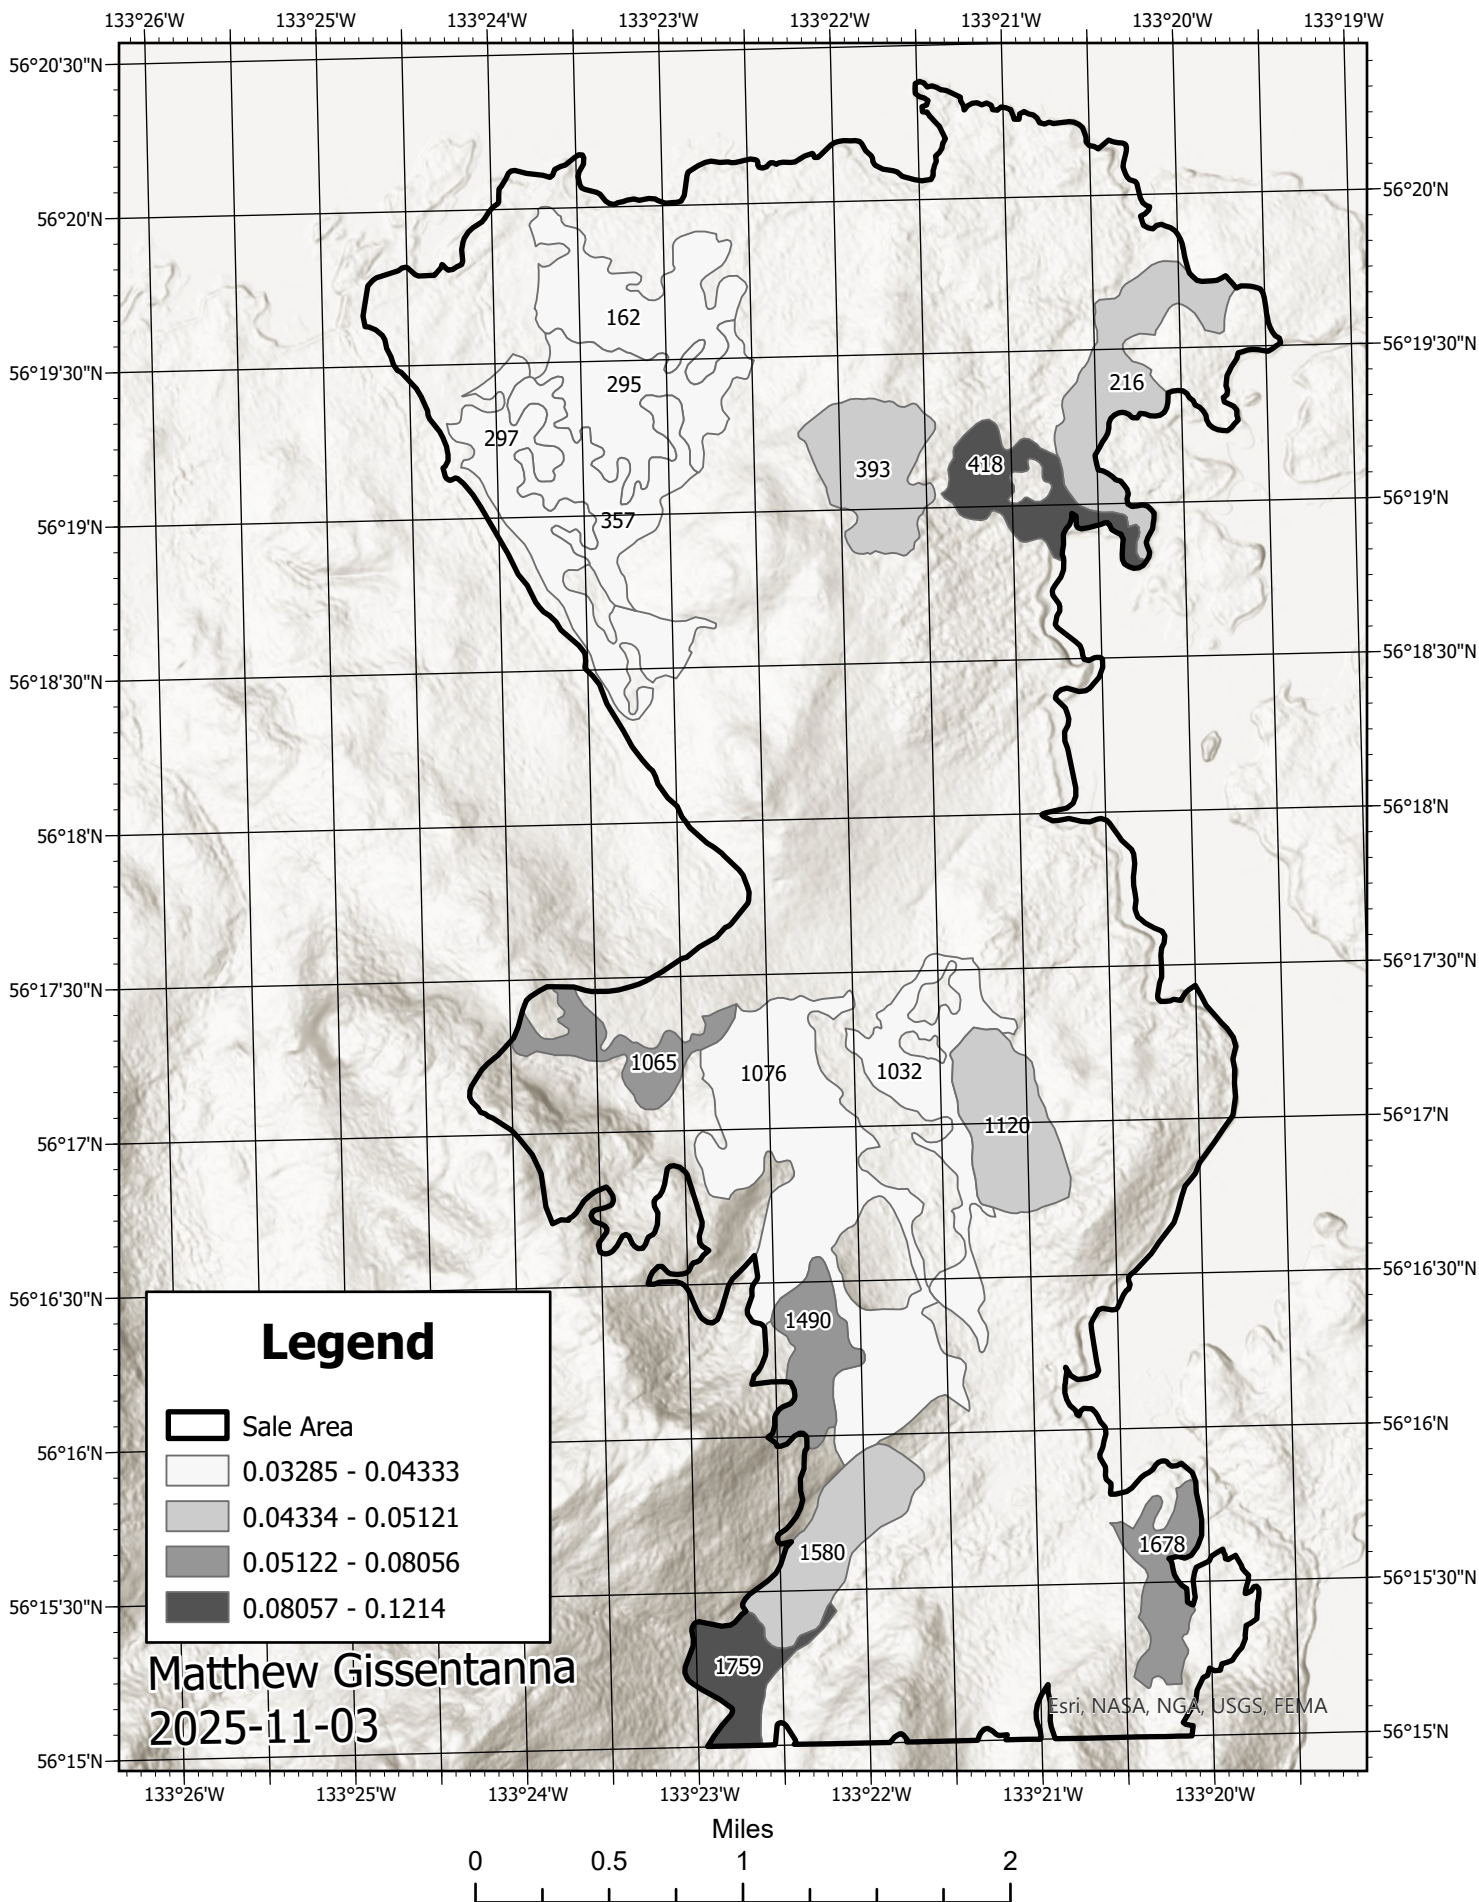 133°26'W 133°25'W 133°24'W 133°23'W 133°22'W 133°21'W 133°20'W 133°19'W
56°20'30"N
56°20'N
56°20'N
162
56°19'30"N
56°19'30"N
295
216
297
393
418
56°19'N
357
56°19'N
56°18'30"N
56°18'30"N
56°18'N
56°18'N
56°17'30"N
56°17'30"N
1065
1076
1032
1120
56°17'N
56°17'N
56°16'30"N
56°16'30"N
1490
Legend
Sale Area
0.03285 - 0.04333
0.04334 - 0.05121
0.05122 - 0.08056
0.08057 - 0.1214
56°16'N
56°16'N
1580
1678
56°15'30"N
56°15'30"N
1759
Matthew Gissentanna
2025-11-03
Esri, NASA, NGA, USGS, FEMA
56°15'N
56°15'N
133°26'W 133°25'W 133°24'W 133°23'W 133°22'W 133°21'W 133°20'W
Miles
0 0.5 1 2